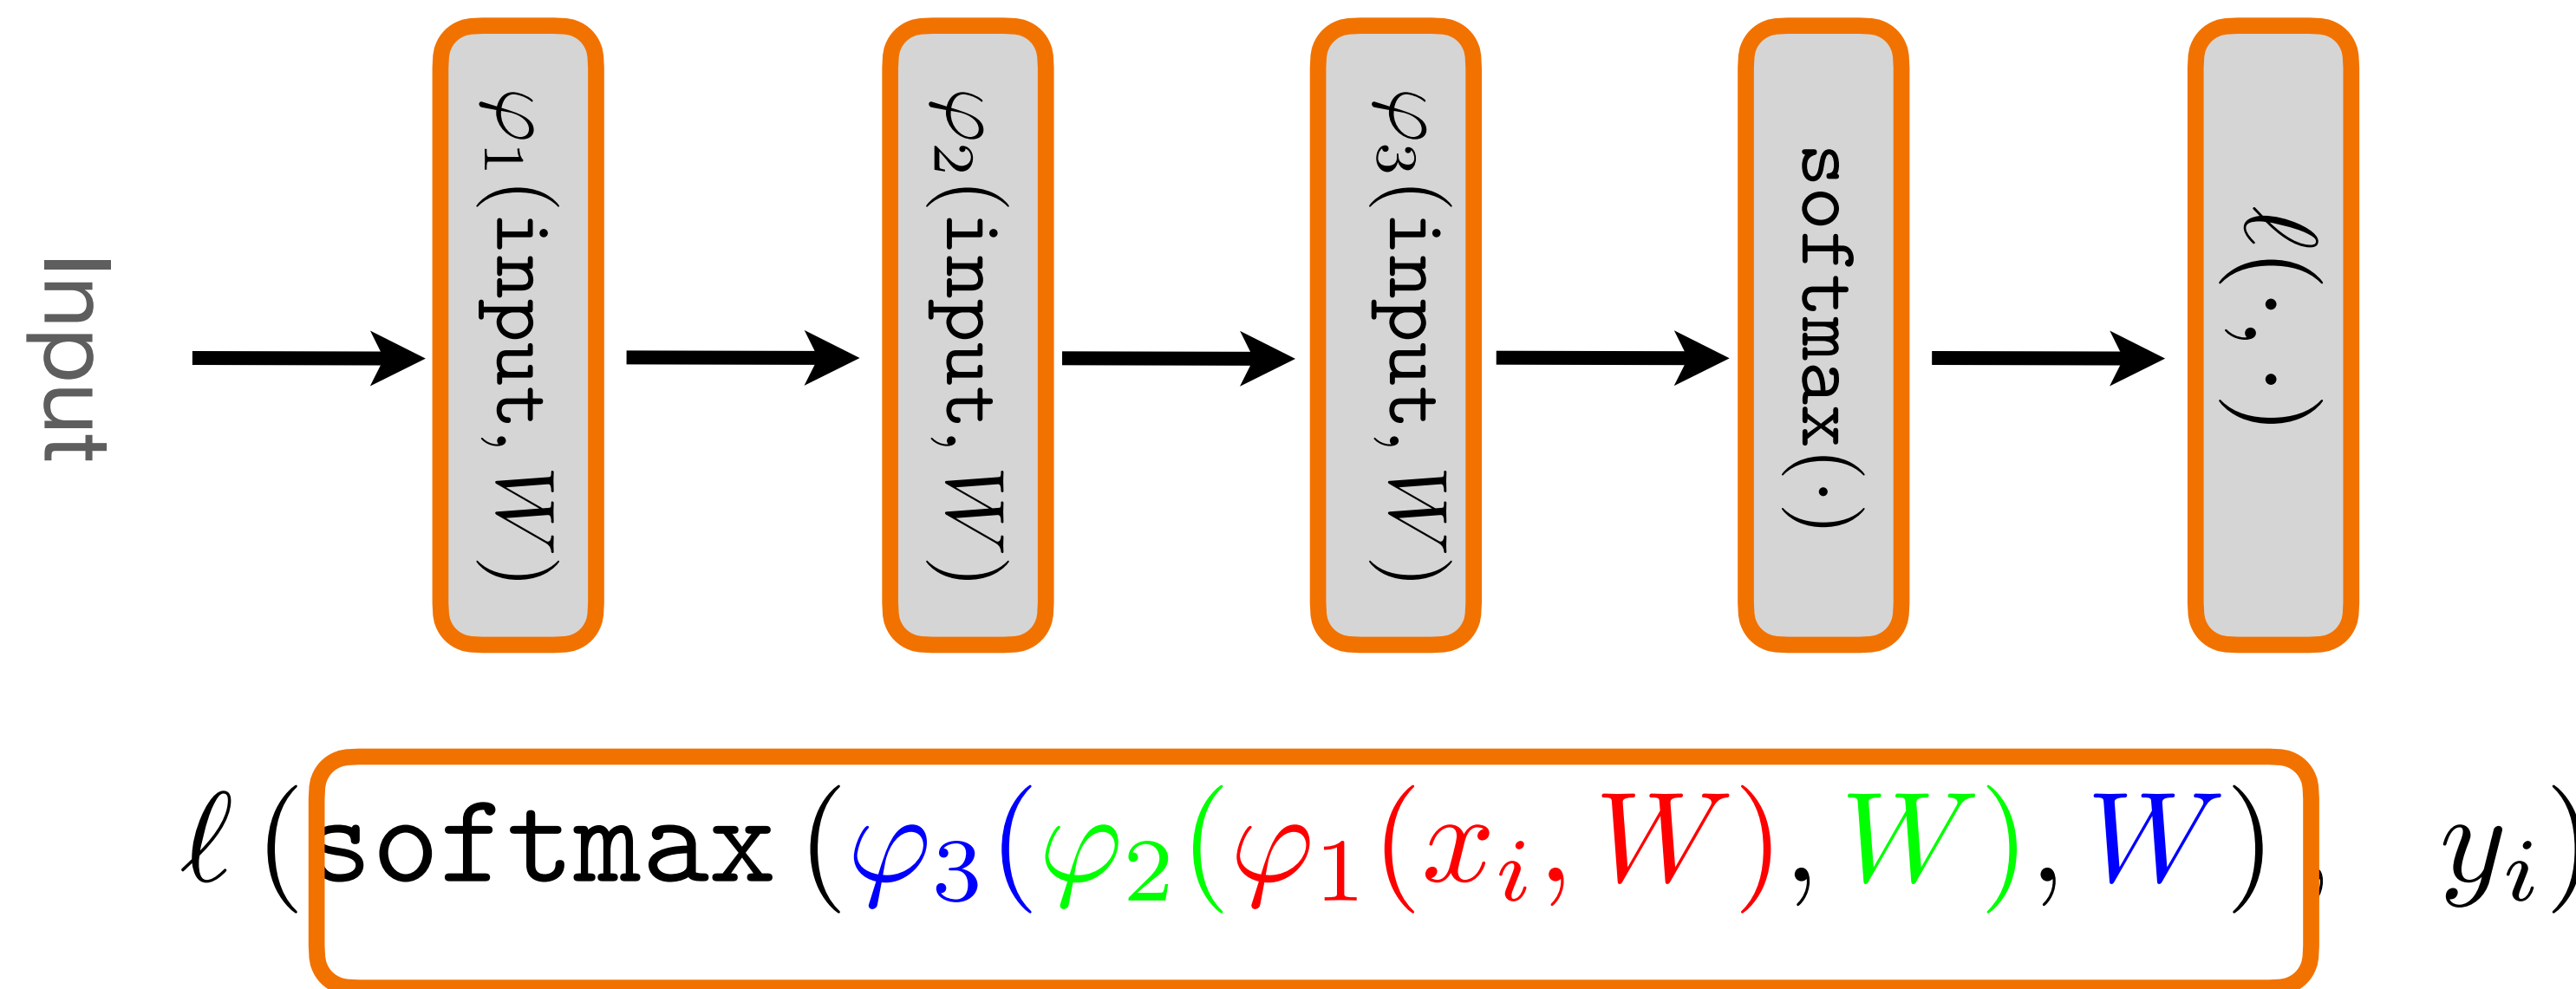 Input
φ₁(input, W)
φ₂(input, W)
φ₃(input, W)
softmax(·)
ℓ(·, ·)
ℓ (softmax (φ₃(φ₂(φ₁(xᵢ, W), W), W), yᵢ)